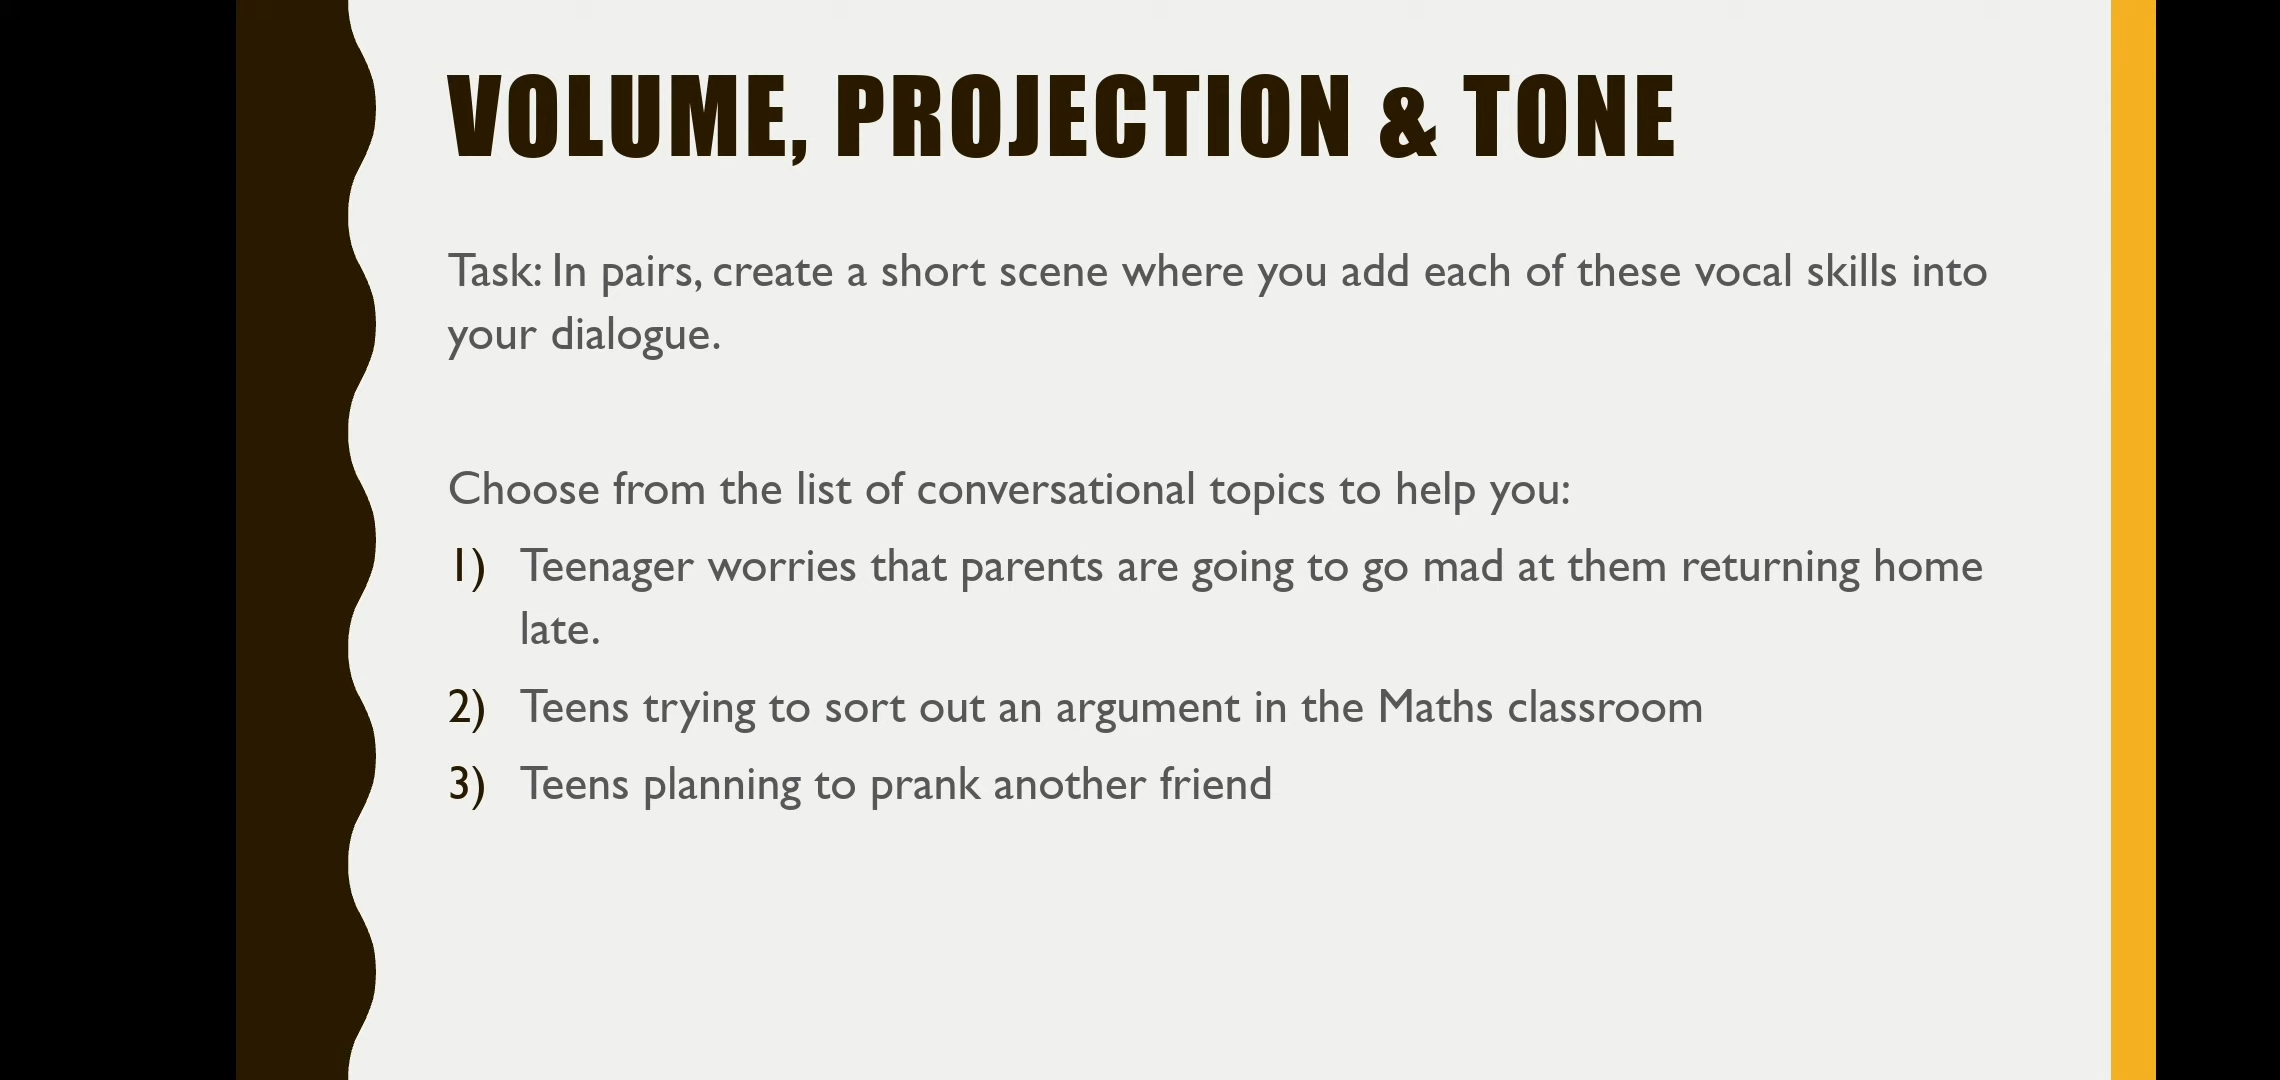 VOLUME, PROJECTION & TONE
Task: In pairs, create a short scene where you add each of these vocal skills into
your dialogue.
Choose from the list of conversational topics to help you:
1) Teenager worries that parents are going to go mad at them returning home
late.
2) Teens trying to sort out an argument in the Maths classroom
3) Teens planning to prank another friend